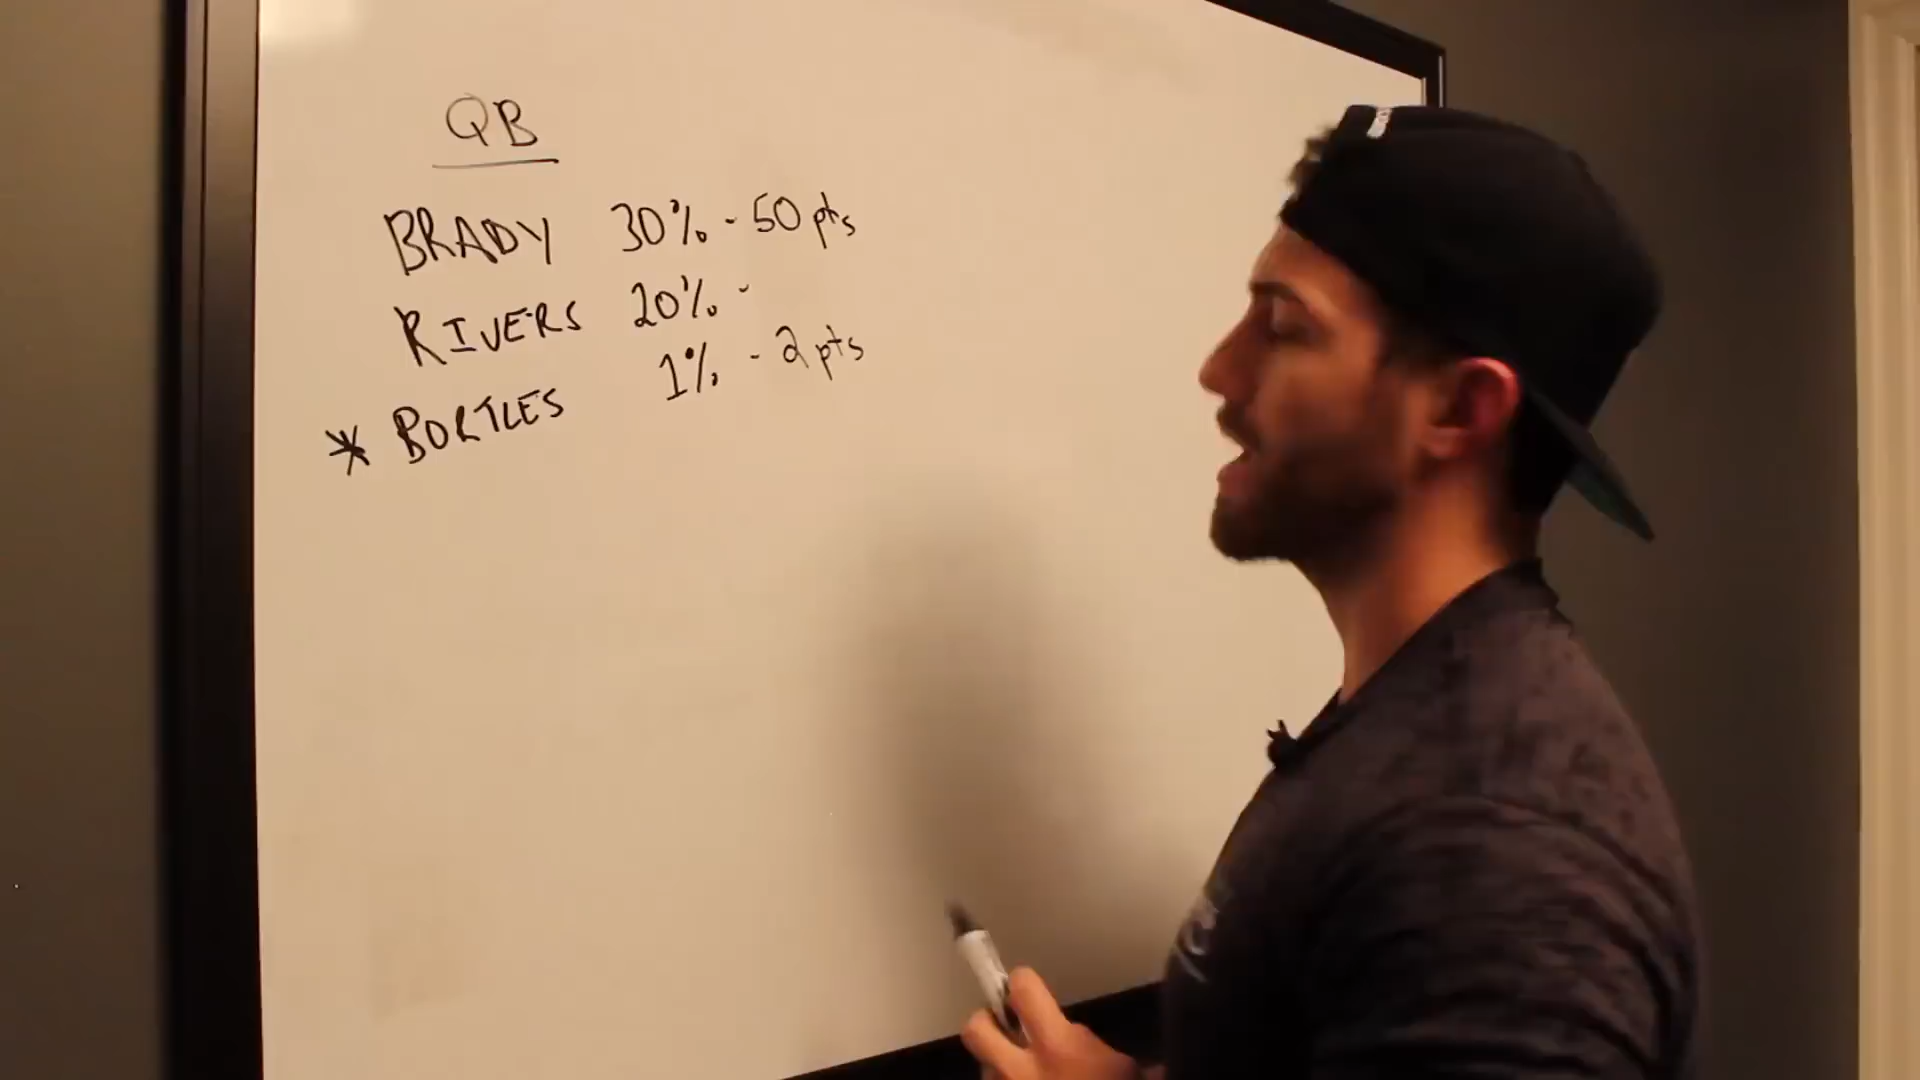 QB
BRADY 30% - 50 pts
RIVERS 20% -
* BORTLES 1% - 2 pts